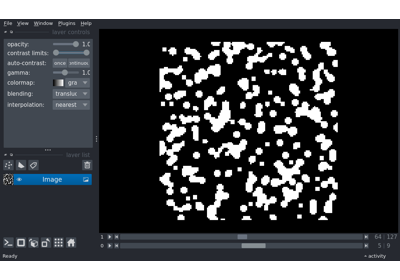 File View Window Plugins Help
layer controls
opacity: 1.0
contrast limits:
auto-contrast: once continuous
gamma: 1.0
colormap: gra
blending: transluc
interpolation: nearest
layer list
Image
1 64 127
0 5 9
Ready activity